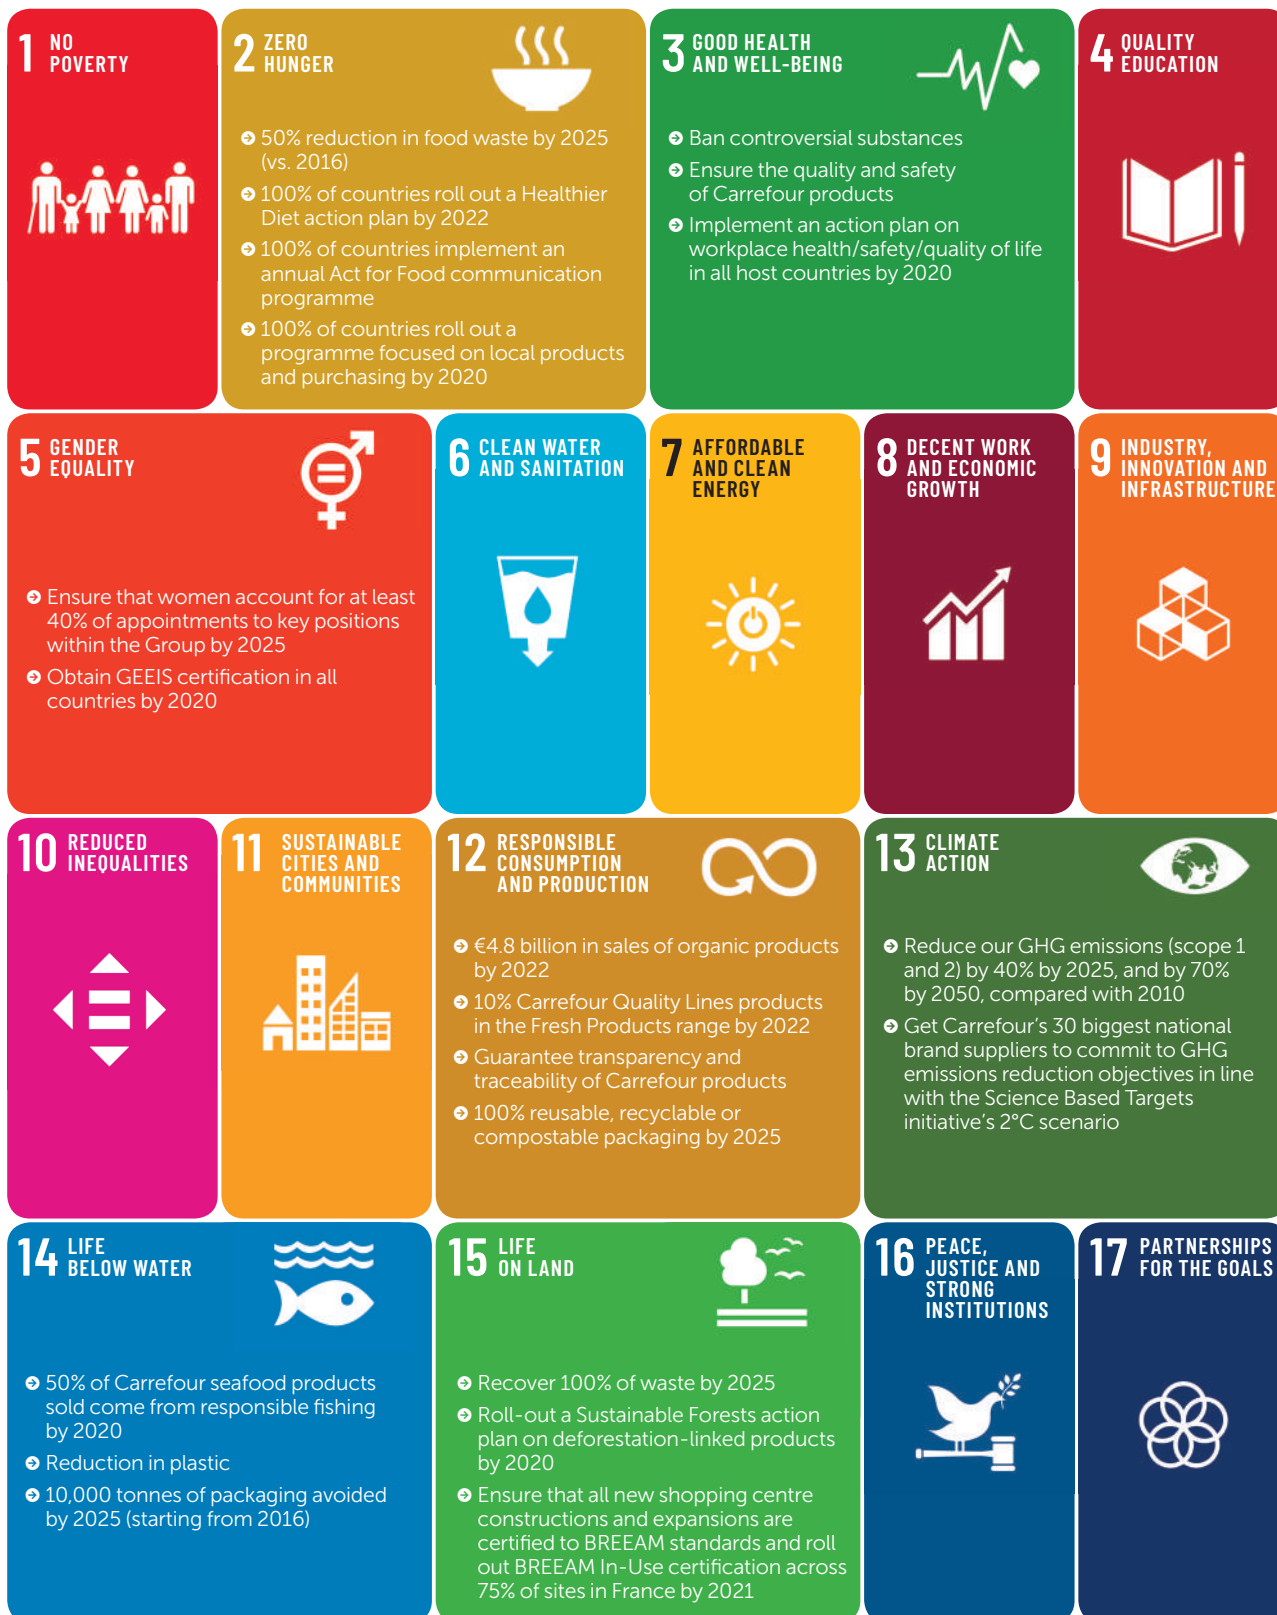 1 NO
POVERTY
2 ZERO
HUNGER
50% reduction in food waste by 2025
(vs. 2016)
100% of countries roll out a Healthier
Diet action plan by 2022
100% of countries implement an
annual Act for Food communication
programme
100% of countries roll out a
programme focused on local products
and purchasing by 2020
3 GOOD HEALTH
AND WELL-BEING
Ban controversial substances
Ensure the quality and safety
of Carrefour products
Implement an action plan on
workplace health/safety/quality of life
in all host countries by 2020
4 QUALITY
EDUCATION
5 GENDER
EQUALITY
Ensure that women account for at least
40% of appointments to key positions
within the Group by 2025
Obtain GEEIS certification in all
countries by 2020
6 CLEAN WATER
AND SANITATION
7 AFFORDABLE
AND CLEAN
ENERGY
8 DECENT WORK
AND ECONOMIC
GROWTH
9 INDUSTRY,
INNOVATION AND
INFRASTRUCTURE
10 REDUCED
INEQUALITIES
11 SUSTAINABLE
CITIES AND
COMMUNITIES
12 RESPONSIBLE
CONSUMPTION
AND PRODUCTION
€4.8 billion in sales of organic products
by 2022
10% Carrefour Quality Lines products
in the Fresh Products range by 2022
Guarantee transparency and
traceability of Carrefour products
100% reusable, recyclable or
compostable packaging by 2025
13 CLIMATE
ACTION
Reduce our GHG emissions (scope 1
and 2) by 40% by 2025, and by 70%
by 2050, compared with 2010
Get Carrefour's 30 biggest national
brand suppliers to commit to GHG
emissions reduction objectives in line
with the Science Based Targets
initiative's 2°C scenario
14 LIFE
BELOW WATER
50% of Carrefour seafood products
sold come from responsible fishing
by 2020
Reduction in plastic
10,000 tonnes of packaging avoided
by 2025 (starting from 2016)
15 LIFE
ON LAND
Recover 100% of waste by 2025
Roll-out a Sustainable Forests action
plan on deforestation-linked products
by 2020
Ensure that all new shopping centre
constructions and expansions are
certified to BREEAM standards and roll
out BREEAM In-Use certification across
75% of sites in France by 2021
16 PEACE,
JUSTICE AND
STRONG
INSTITUTIONS
17 PARTNERSHIPS
FOR THE GOALS